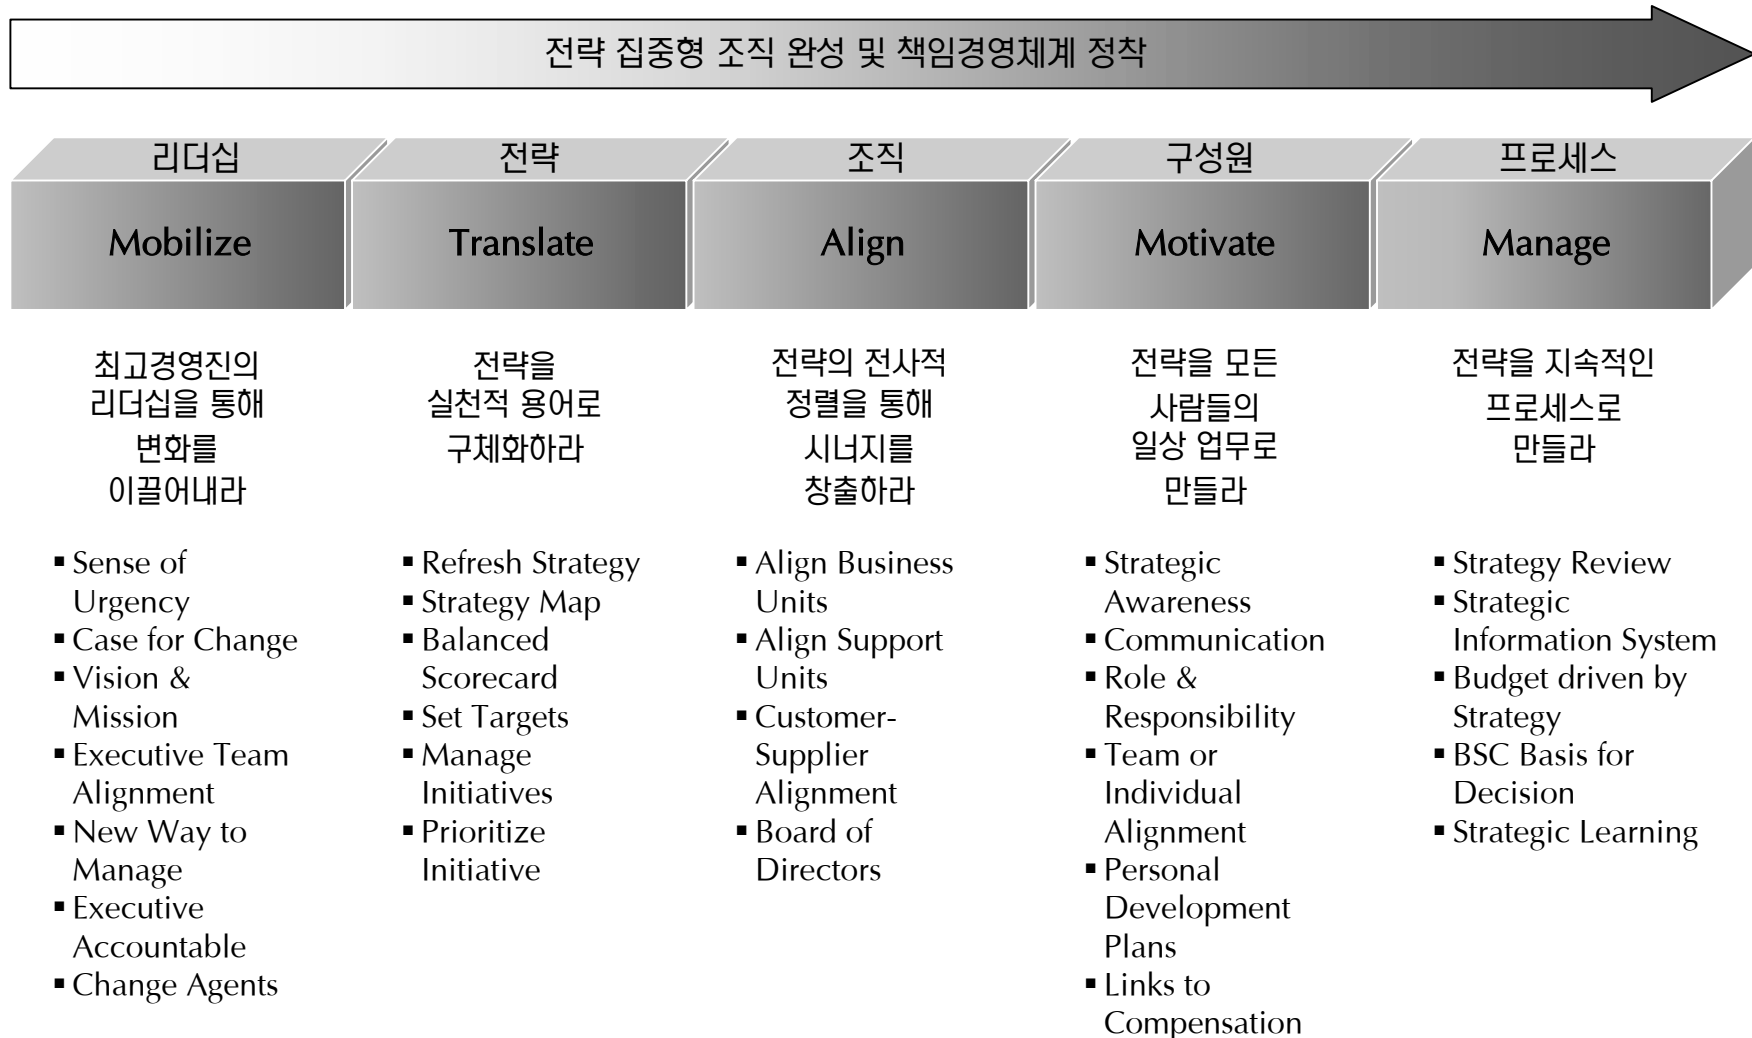 전략 집중형 조직 완성 및 책임경영체계 정착
리더십
Mobilize
최고경영진의
리더십을 통해
변화를
이끌어내라
▪ Sense of
Urgency
▪ Case for Change
▪ Vision &
Mission
▪ Executive Team
Alignment
▪ New Way to
Manage
▪ Executive
Accountable
▪ Change Agents
전략
Translate
전략을
실천적 용어로
구체화하라
▪ Refresh Strategy
▪ Strategy Map
▪ Balanced
Scorecard
▪ Set Targets
▪ Manage
Initiatives
▪ Prioritize
Initiative
조직
Align
전략의 전사적
정렬을 통해
시너지를
창출하라
▪ Align Business
Units
▪ Align Support
Units
▪ Customer-
Supplier
Alignment
▪ Board of
Directors
구성원
Motivate
전략을 모든
사람들의
일상 업무로
만들라
▪ Strategic
Awareness
▪ Communication
▪ Role &
Responsibility
▪ Team or
Individual
Alignment
▪ Personal
Development
Plans
▪ Links to
Compensation
프로세스
Manage
전략을 지속적인
프로세스로
만들라
▪ Strategy Review
▪ Strategic
Information System
▪ Budget driven by
Strategy
▪ BSC Basis for
Decision
▪ Strategic Learning